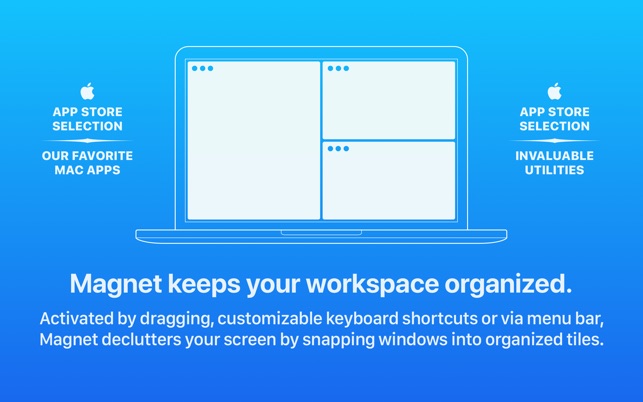 APP STORE
SELECTION
OUR FAVORITE
MAC APPS
APP STORE
SELECTION
INVALUABLE
UTILITIES
Magnet keeps your workspace organized.
Activated by dragging, customizable keyboard shortcuts or via menu bar,
Magnet declutters your screen by snapping windows into organized tiles.